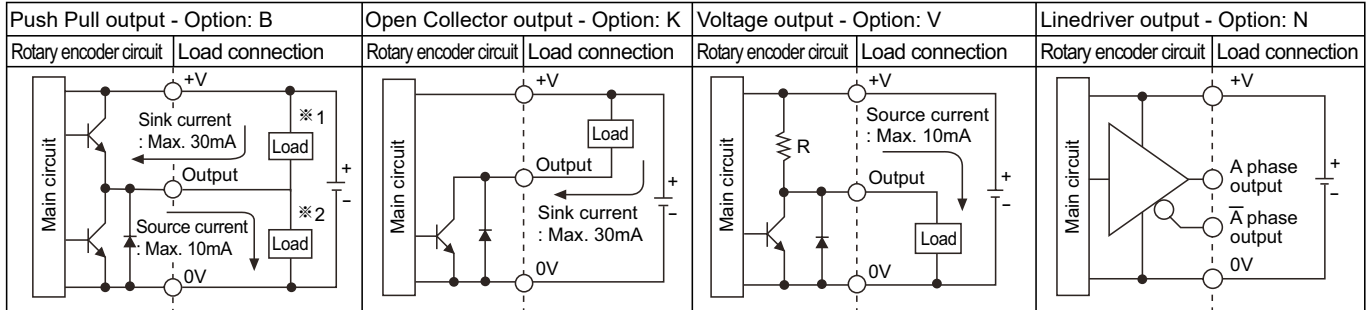 Push Pull output - Option: B
Open Collector output - Option: K
Voltage output - Option: V
Linedriver output - Option: N
Rotary encoder circuit
Load connection
Rotary encoder circuit
Load connection
Rotary encoder circuit
Load connection
Rotary encoder circuit
Load connection
Main circuit
+V
Sink current
: Max. 30mA
※1
Load
Output
+
−
Source current
: Max. 10mA
※2
Load
0V
Main circuit
+V
Load
Output
Sink current
: Max. 30mA
+
−
0V
Main circuit
+V
R
Source current
: Max. 10mA
Output
Load
+
−
0V
Main circuit
+V
A phase
output
A̅ phase
output
+
−
0V